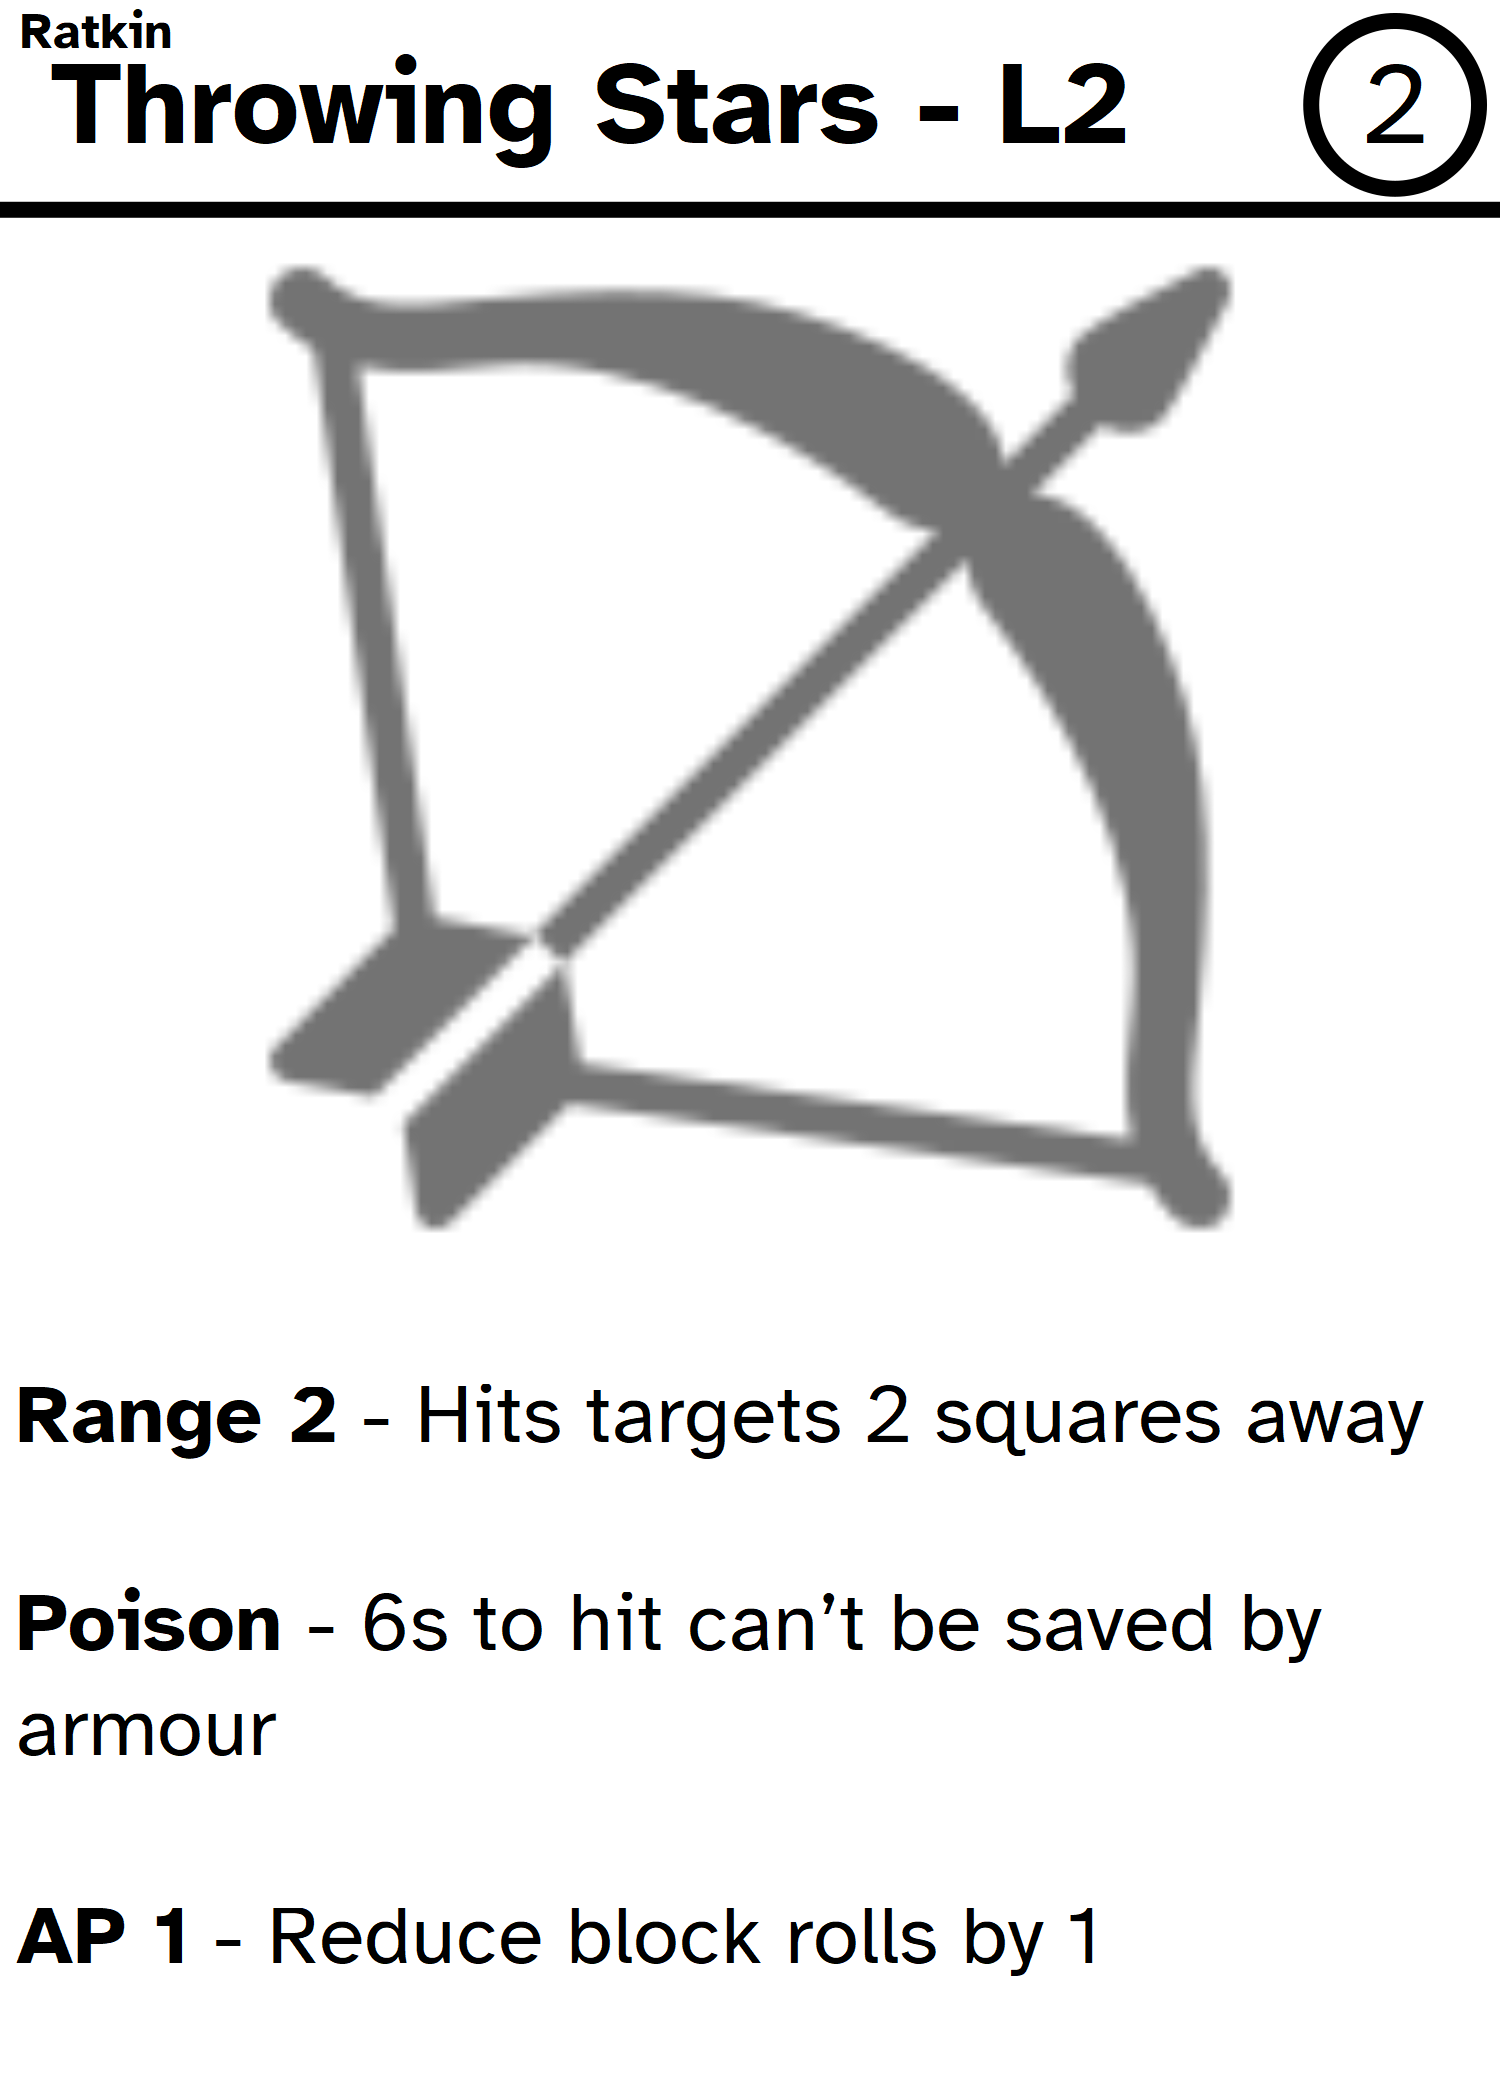 Ratkin
Throwing Stars - L2
2
Range 2 - Hits targets 2 squares away
Poison - 6s to hit can’t be saved by
armour
AP 1 - Reduce block rolls by 1